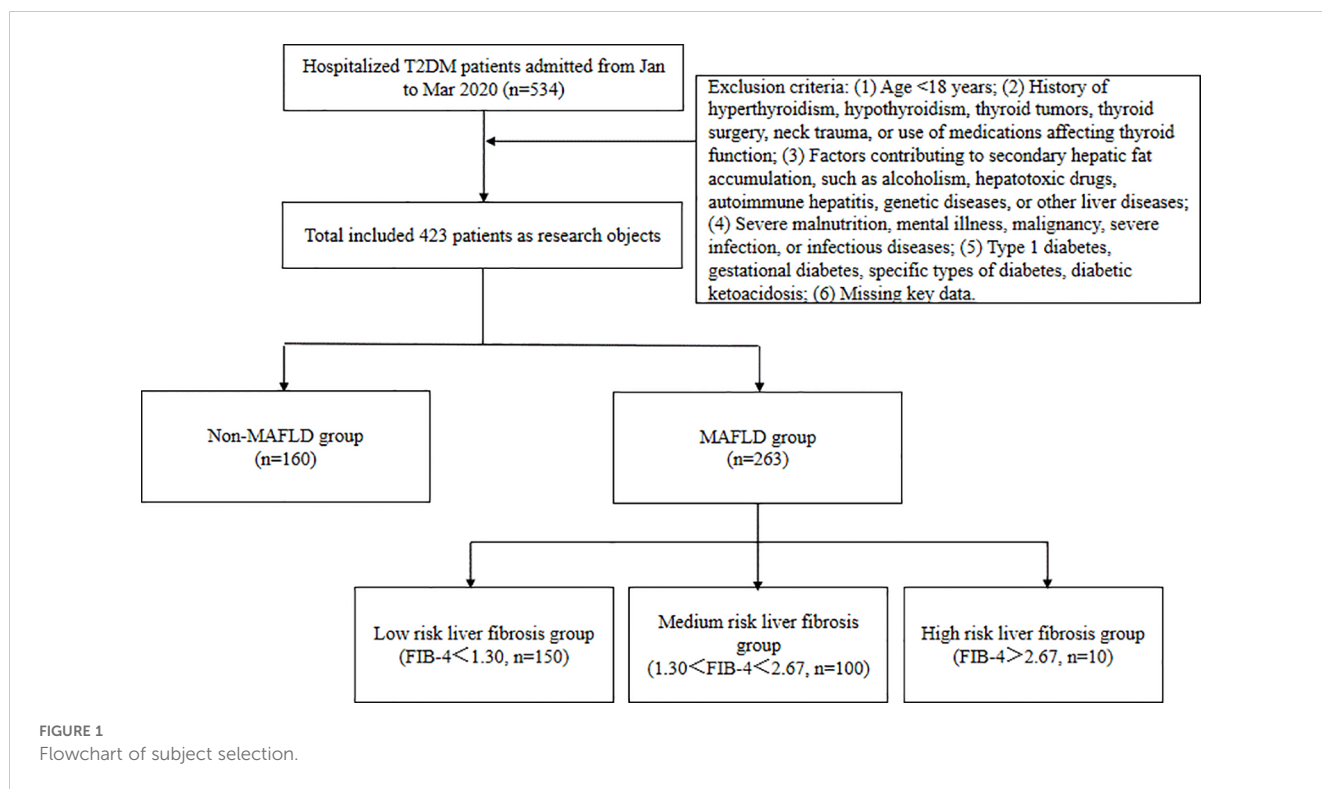 Hospitalized T2DM patients admitted from Jan
to Mar 2020 (n=534)
Exclusion criteria: (1) Age <18 years; (2) History of
hyperthyroidism, hypothyroidism, thyroid tumors, thyroid
surgery, neck trauma, or use of medications affecting thyroid
function; (3) Factors contributing to secondary hepatic fat
accumulation, such as alcoholism, hepatotoxic drugs,
autoimmune hepatitis, genetic diseases, or other liver diseases;
(4) Severe malnutrition, mental illness, malignancy, severe
infection, or infectious diseases; (5) Type 1 diabetes,
gestational diabetes, specific types of diabetes, diabetic
ketoacidosis; (6) Missing key data.
Total included 423 patients as research objects
Non-MAFLD group
(n=160)
MAFLD group
(n=263)
Low risk liver fibrosis group
(FIB-4＜1.30, n=150)
Medium risk liver fibrosis
group
(1.30＜FIB-4＜2.67, n=100)
High risk liver fibrosis group
(FIB-4＞2.67, n=10)
FIGURE 1
Flowchart of subject selection.